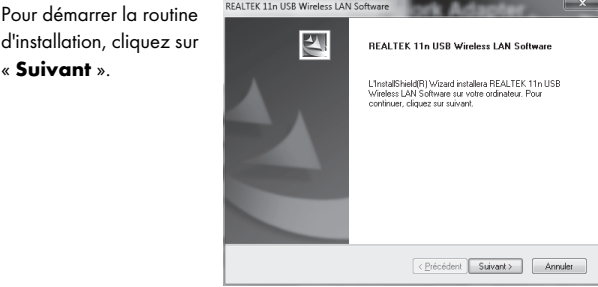 Pour démarrer la routine
d'installation, cliquez sur
« Suivant ».
REALTEK 11n USB Wireless LAN Software
REALTEK 11n USB Wireless LAN Software
L'InstallShield(R) Wizard installera REALTEK 11n USB
Wireless LAN Software sur votre ordinateur. Pour
continuer, cliquez sur suivant.
< Précédent
Suivant >
Annuler